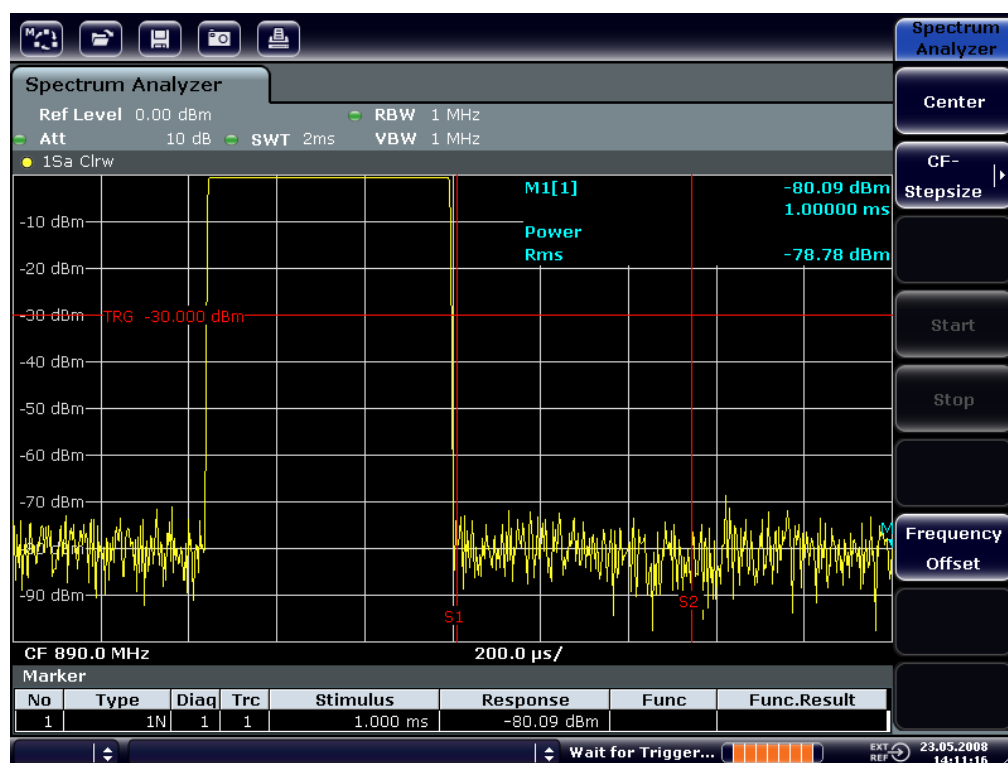 Spectrum Analyzer
Spectrum Analyzer
Ref Level 0.00 dBm RBW 1 MHz
Att 10 dB SWT 2ms VBW 1 MHz
1Sa Clrw
M1[1] -80.09 dBm
1.00000 ms
Power
Rms -78.78 dBm
-10 dBm
-20 dBm
-30 dBm
TRG -30.000 dBm
-40 dBm
-50 dBm
-60 dBm
-70 dBm
-80 dBm
-90 dBm
M
S1
S2
CF 890.0 MHz 200.0 µs/
Marker
No Type Diag Trc Stimulus Response Func Func.Result
1 1N 1 1 1.000 ms -80.09 dBm
Wait for Trigger... EXT REF 23.05.2008
14:11:16
Center
CF-
Stepsize
Start
Stop
Frequency
Offset